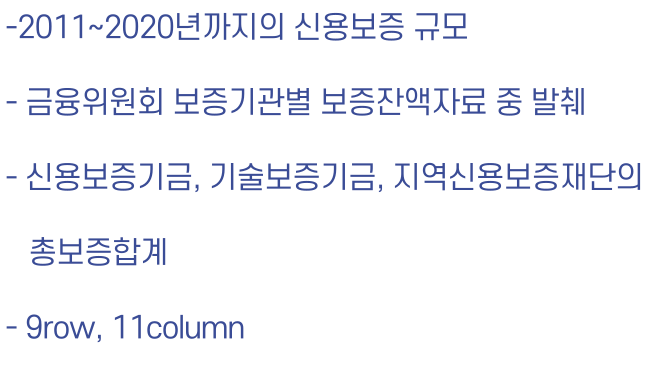 -2011~2020년까지의 신용보증 규모
- 금융위원회 보증기관별 보증잔액자료 중 발췌
- 신용보증기금, 기술보증기금, 지역신용보증재단의
총보증합계
- 9row, 11column